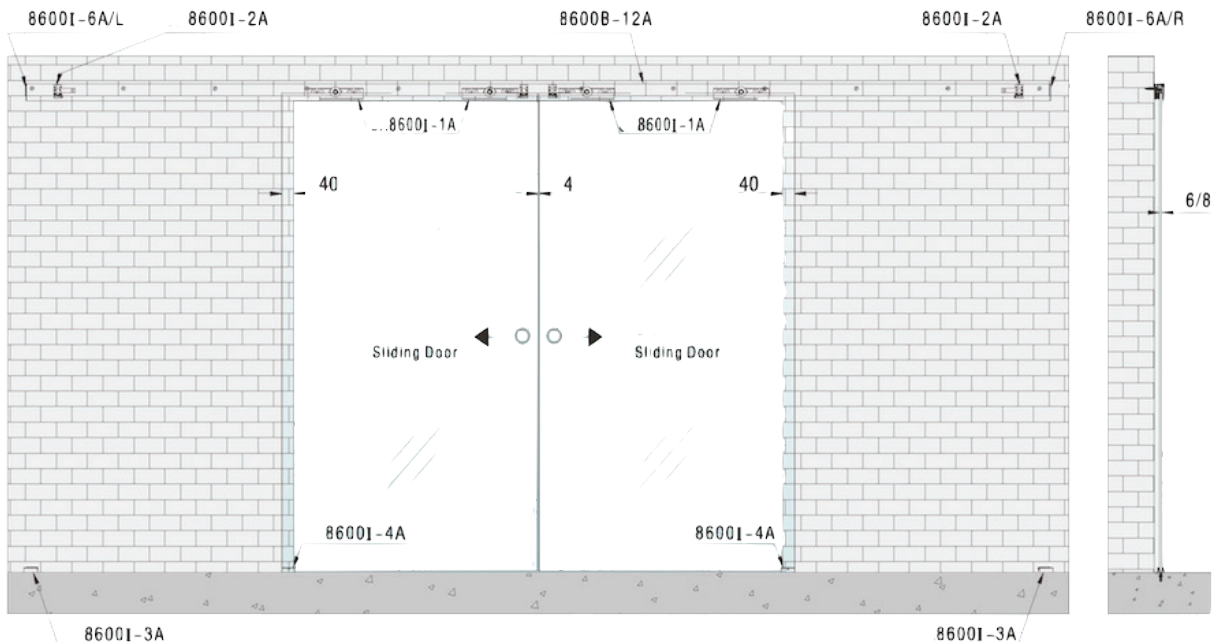 8600I-6A/L 8600I-2A 8600B-12A 8600I-2A 8600I-6A/R
8600I-1A 8600I-1A
40 4 40
6/8
Sliding Door Sliding Door
8600I-4A 8600I-4A
8600I-3A 8600I-3A